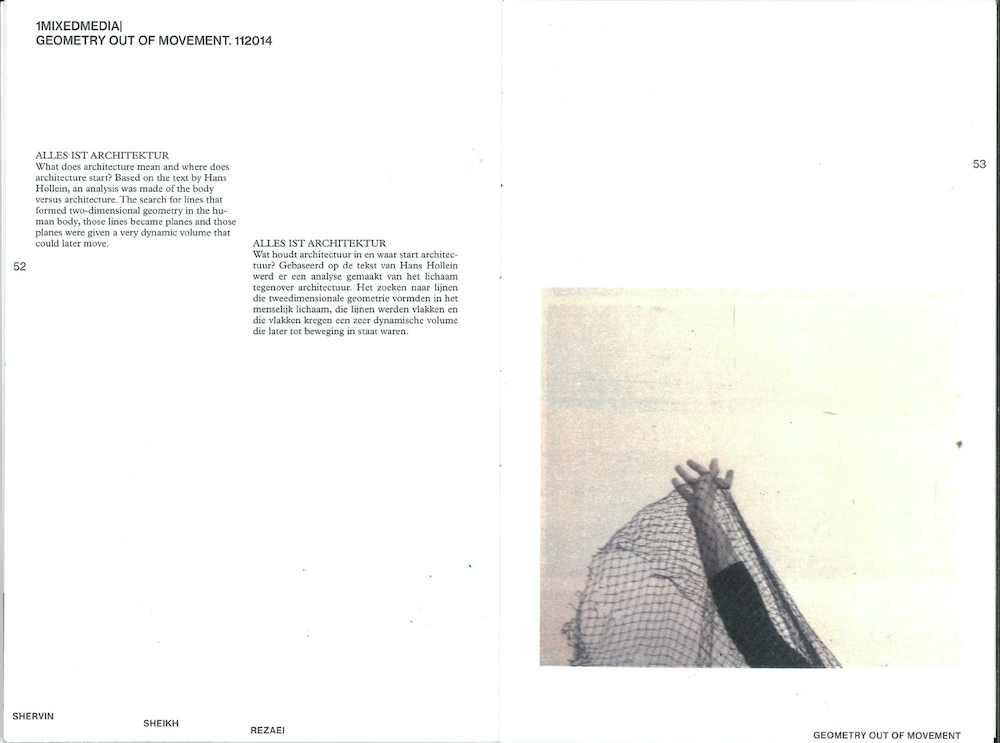 1MIXEDMEDIA|
GEOMETRY OUT OF MOVEMENT. 112014
ALLES IST ARCHITEKTUR
What does architecture mean and where does
architecture start? Based on the text by Hans
Hollein, an analysis was made of the body
versus architecture. The search for lines that
formed two-dimensional geometry in the hu-
man body, those lines became planes and those
planes were given a very dynamic volume that
could later move.
52
ALLES IST ARCHITEKTUR
Wat houdt architectuur in en waar start architec-
tuur? Gebaseerd op de tekst van Hans Hollein
werd er een analyse gemaakt van het lichaam
tegenover architectuur. Het zoeken naar lijnen
die tweedimensionale geometrie vormden in het
menselijk lichaam, die lijnen werden vlakken en
die vlakken kregen een zeer dynamische volume
die later tot beweging in staat waren.
SHERVIN
SHEIKH
REZAEI
53
GEOMETRY OUT OF MOVEMENT